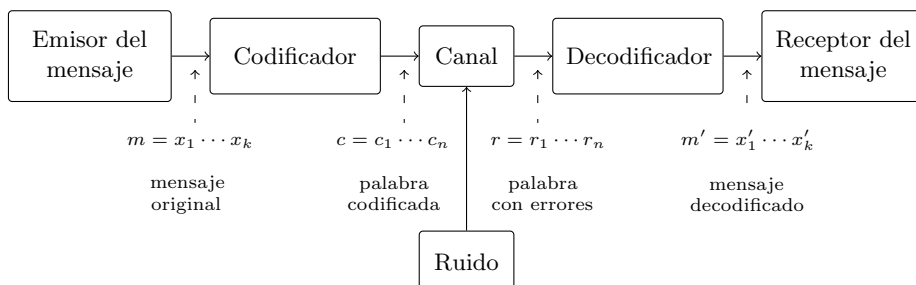 Emisor del
mensaje
Codificador
Canal
Decodificador
Receptor del
mensaje
m = x₁ ⋯ xₖ
c = c₁ ⋯ cₙ
r = r₁ ⋯ rₙ
m′ = x′₁ ⋯ x′ₖ
mensaje
original
palabra
codificada
palabra
con errores
mensaje
decodificado
Ruido